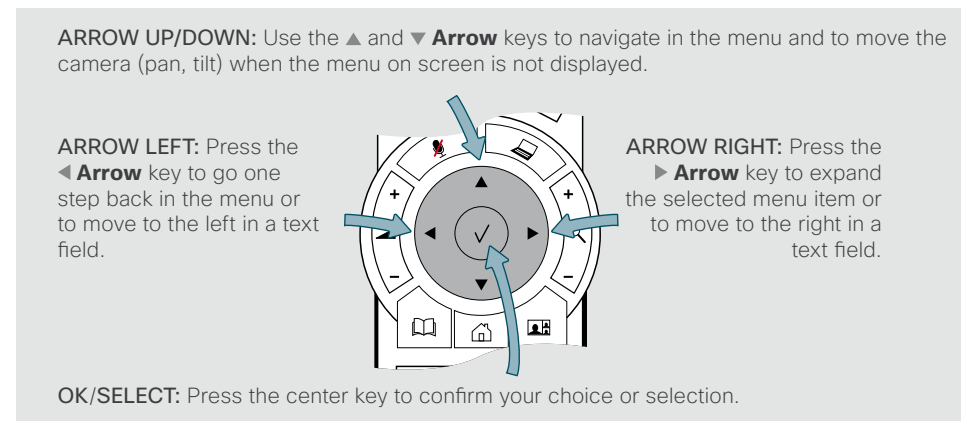 ARROW UP/DOWN: Use the ▲ and ▼ Arrow keys to navigate in the menu and to move the
camera (pan, tilt) when the menu on screen is not displayed.
ARROW LEFT: Press the
◀ Arrow key to go one
step back in the menu or
to move to the left in a text
field.
ARROW RIGHT: Press the
▶ Arrow key to expand
the selected menu item or
to move to the right in a
text field.
OK/SELECT: Press the center key to confirm your choice or selection.